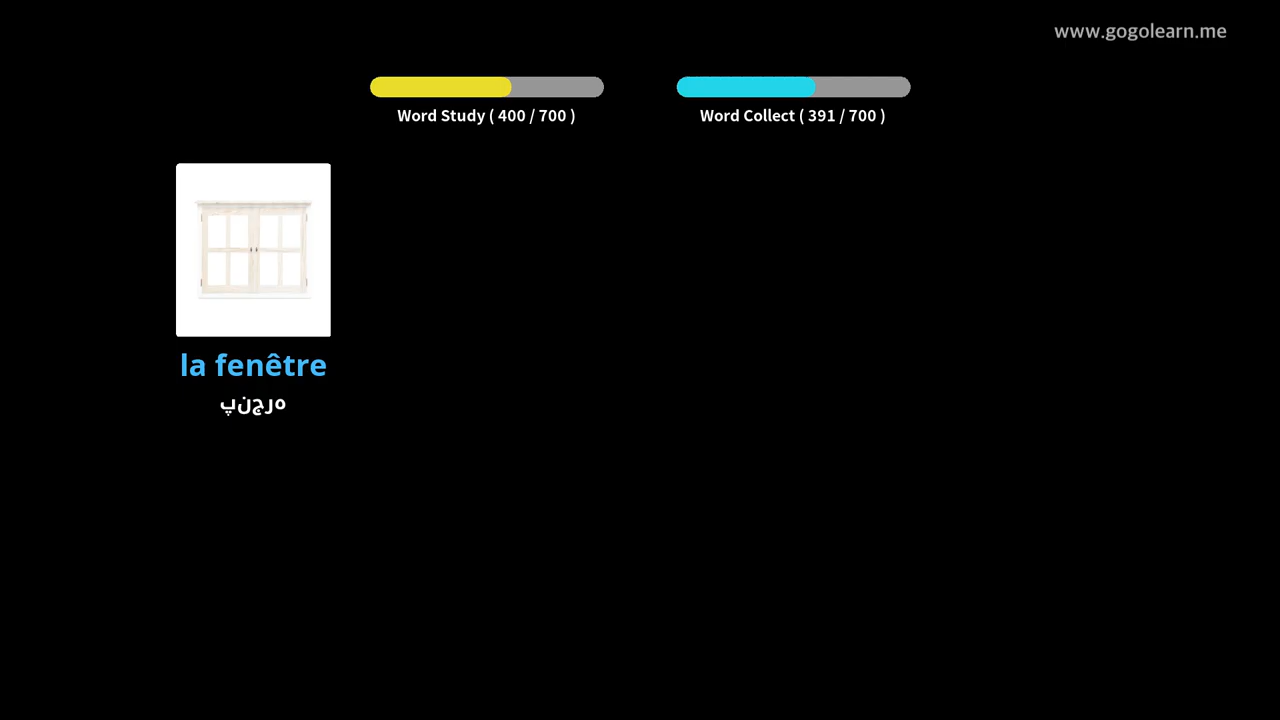 www.gogolearn.me
Word Study ( 400 / 700 )
Word Collect ( 391 / 700 )
la fenêtre
پنجره